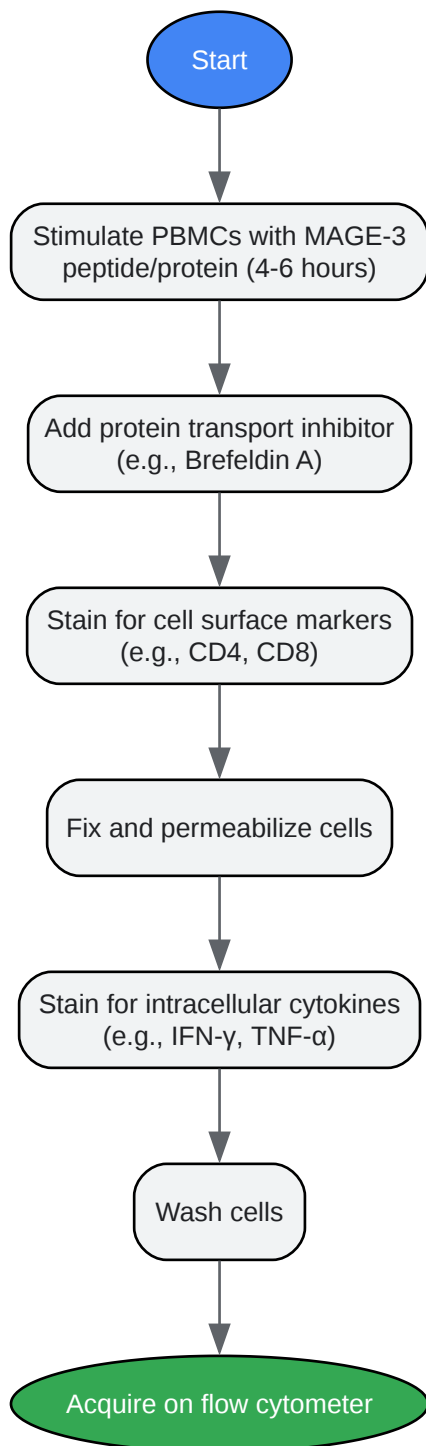 Start
Stimulate PBMCs with MAGE-3
peptide/protein (4-6 hours)
Add protein transport inhibitor
(e.g., Brefeldin A)
Stain for cell surface markers
(e.g., CD4, CD8)
Fix and permeabilize cells
Stain for intracellular cytokines
(e.g., IFN-γ, TNF-α)
Wash cells
Acquire on flow cytometer